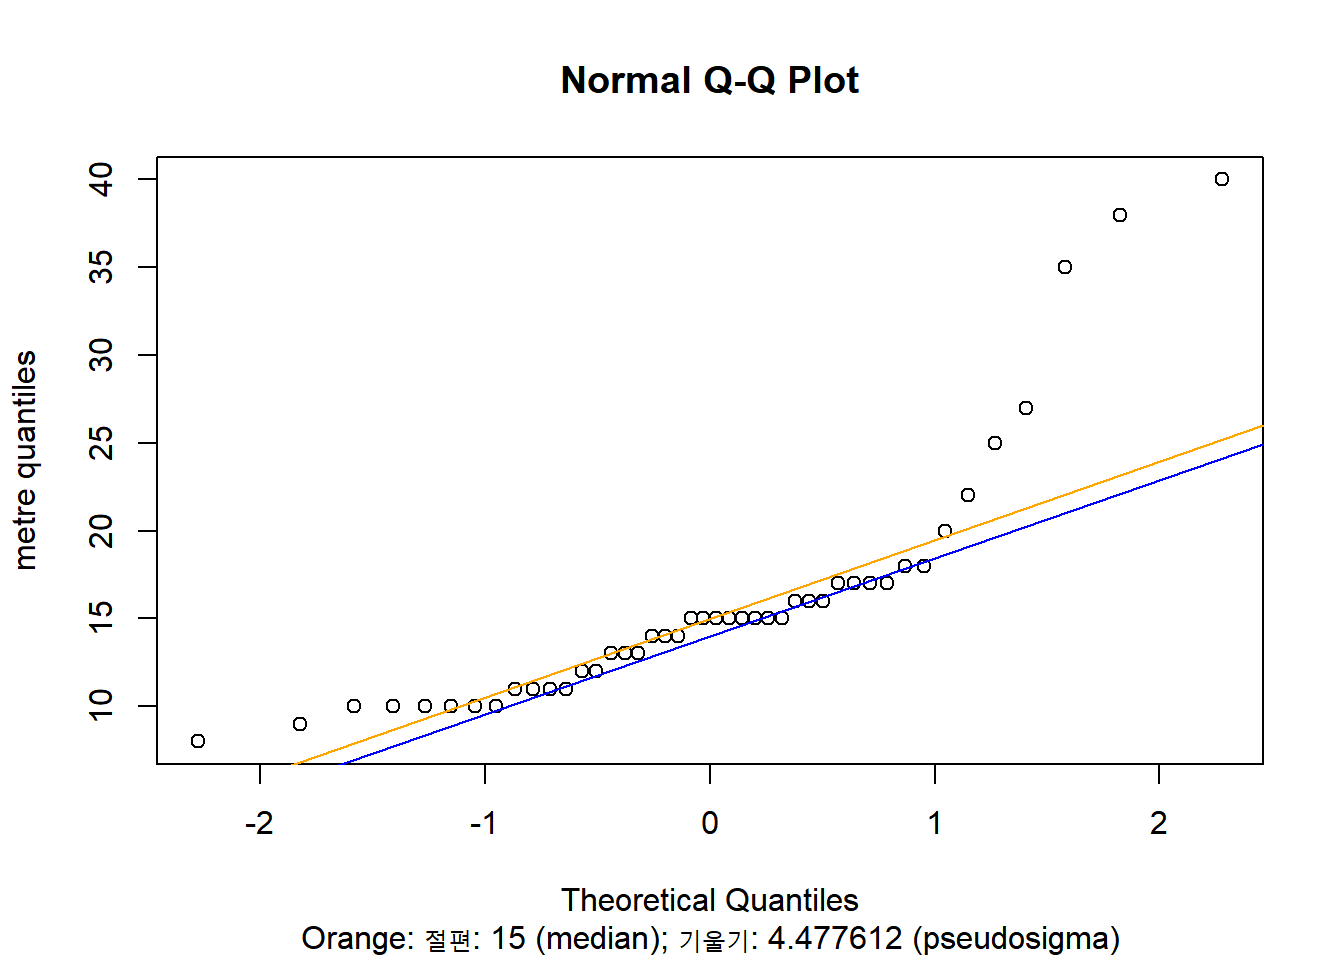 Normal Q-Q Plot
metre quantiles
40
35
30
25
20
15
10
-2 -1 0 1 2
Theoretical Quantiles
Orange: 절편: 15 (median); 기울기: 4.477612 (pseudosigma)